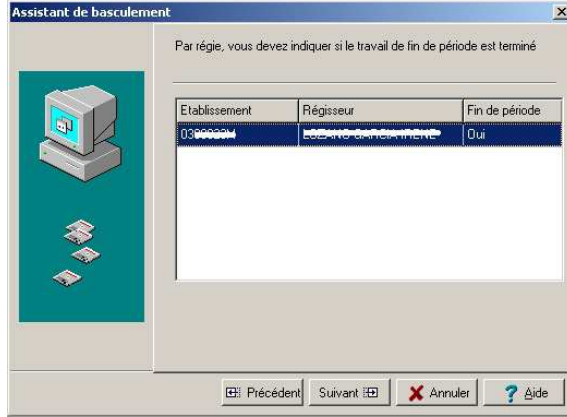 Assistant de basculement
Par régie, vous devez indiquer si le travail de fin de période est terminé
Etablissement Régisseur Fin de période
Oui
Précédent Suivant Annuler Aide